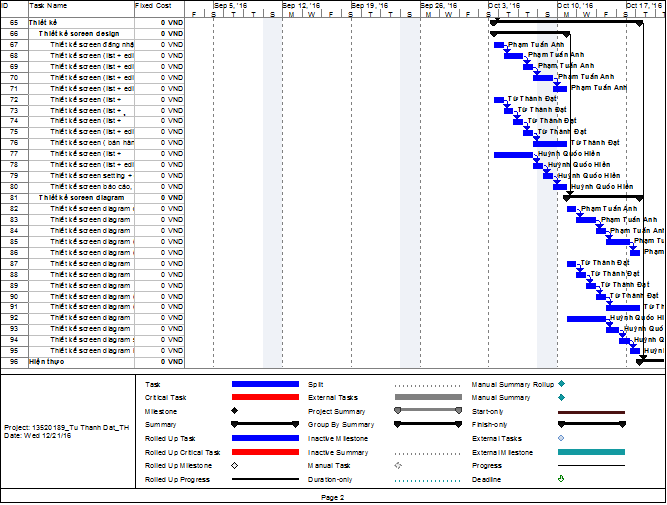 ID Task Name Fixed Cost Sep 5, '16 Sep 12, '16 Sep 19, '16 Sep 26, '16 Oct 3, '16 Oct 10, '16 Oct 17, '16
F S T T S M W F S T T S M W F S T T S M W F S T
65 Thiết kế 0 VND
66 Thiết kế screen design 0 VND
67 Thiết kế screen đăng nhậ 0 VND Phạm Tuấn Anh
68 Thiết kế screen ( list + edi 0 VND Phạm Tuấn Anh
69 Thiết kế screen ( list + edi 0 VND Phạm Tuấn Anh
70 Thiết kế screen ( list + edi 0 VND Phạm Tuấn Anh
71 Thiết kế screen ( list + edi 0 VND Phạm Tuấn Anh
72 Thiết kế screen ( list + 0 VND Từ Thành Đạt
73 Thiết kế screen ( list + 0 VND Từ Thành Đạt
74 Thiết kế screen ( list + 0 VND Từ Thành Đạt
75 Thiết kế screen ( list + edi 0 VND Từ Thành Đạt
76 Thiết kế screen ( bán hàn 0 VND Từ Thành Đạt
77 Thiết kế screen ( list + 0 VND Huỳnh Quốc Hiển
78 Thiết kế screen ( list + edi 0 VND Huỳnh Quốc Hiển
79 Thiết kế screen setting + 0 VND Huỳnh Quốc Hiển
80 Thiết kế screen báo cáo, 0 VND Huỳnh Quốc Hiển
81 Thiết kế screen diagram 0 VND
82 Thiết kế screen diagram 0 VND Phạm Tuấn Anh
83 Thiết kế screen diagram 0 VND Phạm Tuấn Anh
84 Thiết kế screen diagram 0 VND Phạm Tuấn An
85 Thiết kế screen diagram 0 VND Phạm Tu
86 Thiết kế screen diagram 0 VND Phạm
87 Thiết kế screen diagram 0 VND Từ Thành Đạt
88 Thiết kế screen diagram 0 VND Từ Thành Đạt
89 Thiết kế screen diagram 0 VND Từ Thành Đạt
90 Thiết kế screen diagram 0 VND Từ Thành Đạt
91 Thiết kế screen diagram 0 VND Từ Thà
92 Thiết kế screen diagram 0 VND Huỳnh Quốc Hi
93 Thiết kế screen diagram 0 VND Huỳnh Quốc
94 Thiết kế screen diagram s 0 VND Huỳnh Qu
95 Thiết kế screen diagram 0 VND Huỳnh
96 Hiện thực 0 VND
Project: 13520189_Tu Thanh Dat_TH
Date: Wed 12/21/16
Task Split Manual Summary Rollup
Critical Task External Tasks Manual Summary
Milestone Project Summary Start-only
Summary Group By Summary Finish-only
Rolled Up Task Inactive Milestone External Tasks
Rolled Up Critical Task Inactive Summary External Milestone
Rolled Up Milestone Manual Task Progress
Rolled Up Progress Duration-only Deadline
Page 2